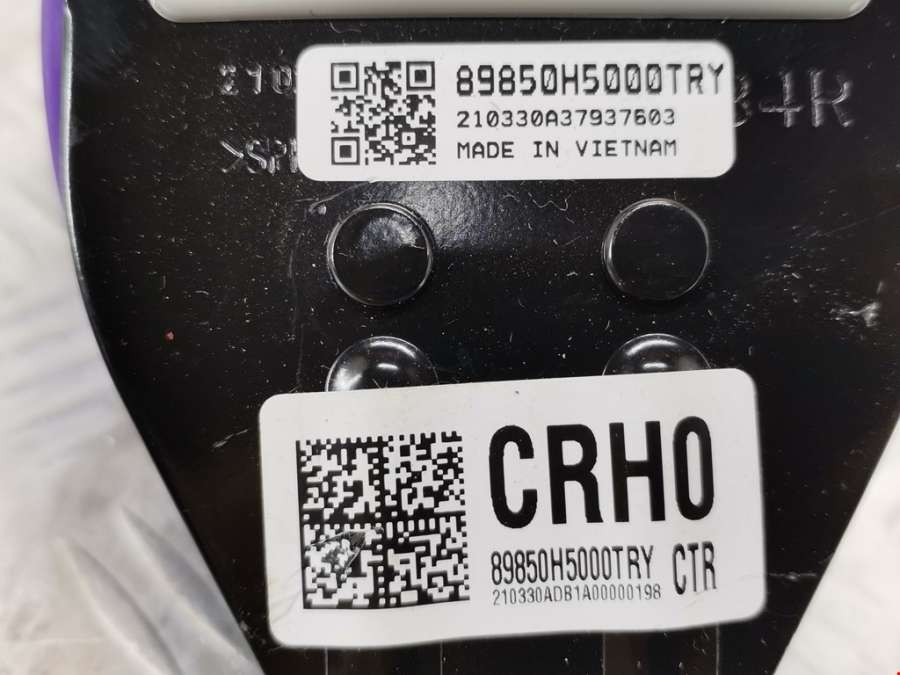 89850H5000TRY
210330A37937603
MADE IN VIETNAM
CRH0
89850H5000TRY CTR
210330ADB1A00000198